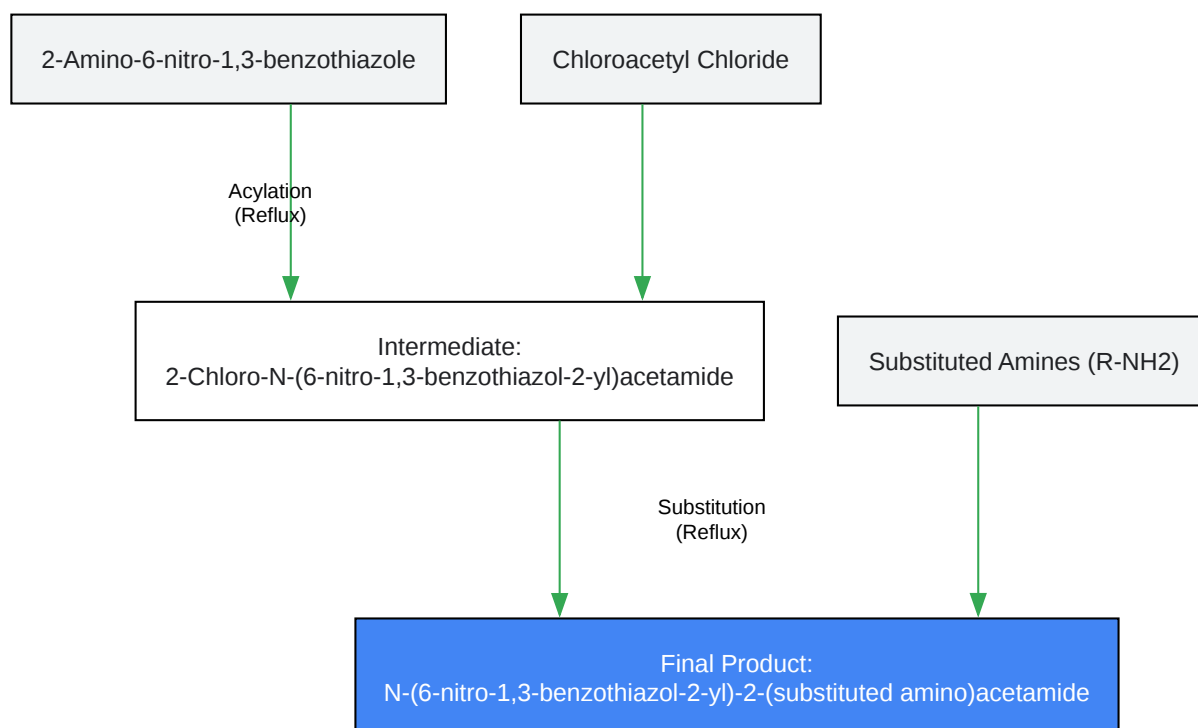 2-Amino-6-nitro-1,3-benzothiazole
Chloroacetyl Chloride
Acylation
(Reflux)
Intermediate:
2-Chloro-N-(6-nitro-1,3-benzothiazol-2-yl)acetamide
Substituted Amines (R-NH2)
Substitution
(Reflux)
Final Product:
N-(6-nitro-1,3-benzothiazol-2-yl)-2-(substituted amino)acetamide